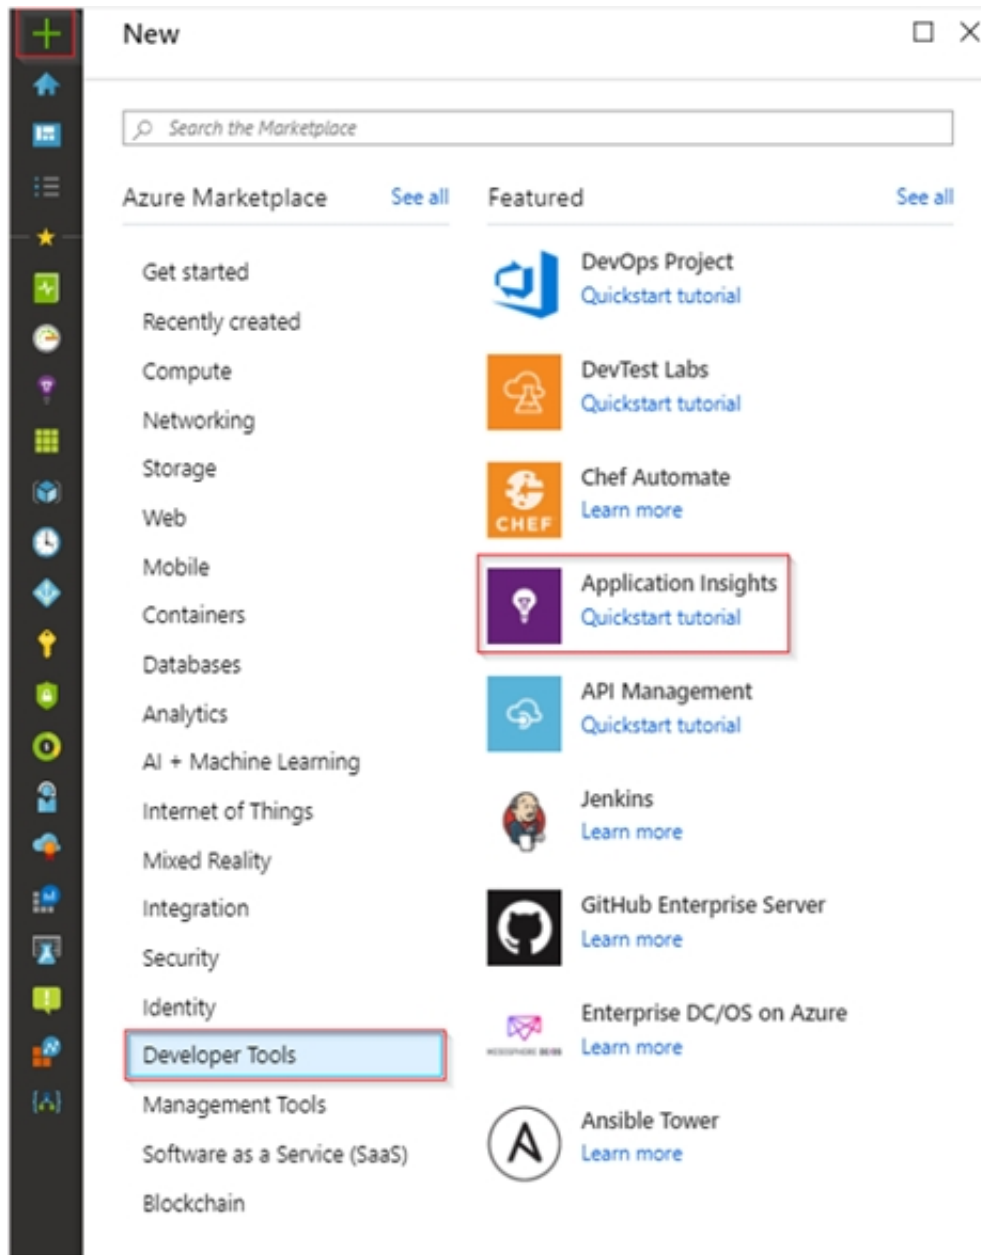 New
Search the Marketplace
Azure Marketplace
See all
Get started
Recently created
Compute
Networking
Storage
Web
Mobile
Containers
Databases
Analytics
AI + Machine Learning
Internet of Things
Mixed Reality
Integration
Security
Identity
Developer Tools
Management Tools
Software as a Service (SaaS)
Blockchain
Featured
See all
DevOps Project
Quickstart tutorial
DevTest Labs
Quickstart tutorial
CHEF
Chef Automate
Learn more
Application Insights
Quickstart tutorial
API Management
Quickstart tutorial
Jenkins
Learn more
GitHub Enterprise Server
Learn more
Enterprise DC/OS on Azure
Learn more
Ansible Tower
Learn more